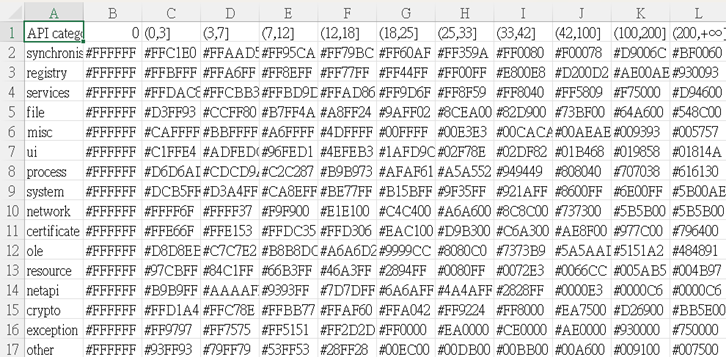 A B C D E F G H I J K L
1 API catego 0 (0,3] (3,7] (7,12] (12,18] (18,25] (25,33] (33,42] (42,100] (100,200] (200,+∞]
2 synchronis #FFFFFF #FFC1E0 #FFAAD5 #FF95CA #FF79BC #FF60AF #FF359A #FF0080 #F00078 #D9006C #BF0060
3 registry #FFFFFF #FFBFFF #FFA6FF #FF8EFF #FF77FF #FF44FF #FF00FF #E800E8 #D200D2 #AE00AE #930093
4 services #FFFFFF #FFDAC8 #FFCBB3 #FFBD9D #FFAD86 #FF9D6F #FF8F59 #FF8040 #FF5809 #F75000 #D94600
5 file #FFFFFF #D3FF93 #CCFF80 #B7FF4A #A8FF24 #9AFF02 #8CEA00 #82D900 #73BF00 #64A600 #548C00
6 misc #FFFFFF #CAFFFF #BBFFFF #A6FFFF #4DFFFF #00FFFF #00E3E3 #00CACA #00AEAE #009393 #005757
7 ui #FFFFFF #C1FFE4 #ADFEDC #96FED1 #4EFEB3 #1AFD9C #02F78E #02DF82 #01B468 #019858 #01814A
8 process #FFFFFF #D6D6AD #CDCD9A #C2C287 #B9B973 #AFAF61 #A5A552 #949449 #808040 #707038 #616130
9 system #FFFFFF #DCB5FF #D3A4FF #CA8EFF #BE77FF #B15BFF #9F35FF #921AFF #8600FF #6E00FF #5B00AE
10 network #FFFFFF #FFFF6F #FFFF37 #F9F900 #E1E100 #C4C400 #A6A600 #8C8C00 #737300 #5B5B00 #5B5B00
11 certificate #FFFFFF #FFE66F #FFE153 #FFDC35 #FFD306 #EAC100 #D9B300 #C6A300 #AE8F00 #977C00 #796400
12 ole #FFFFFF #D8D8EB #C7C7E2 #B8B8DC #A6A6D2 #9999CC #8080C0 #7373B9 #5A5AAD #5151A2 #484891
13 resource #FFFFFF #97CBFF #84C1FF #66B3FF #46A3FF #2894FF #0080FF #0072E3 #0066CC #005AB5 #004B97
14 netapi #FFFFFF #B9B9FF #AAAAFF #9393FF #7D7DFF #6A6AFF #4A4AFF #2828FF #0000E3 #0000C6 #0000C6
15 crypto #FFFFFF #FFD1A4 #FFC78E #FFBB77 #FFAF60 #FFA042 #FF9224 #FF8000 #EA7500 #D26900 #BB5E00
16 exception #FFFFFF #FF9797 #FF7575 #FF5151 #FF2D2D #FF0000 #EA0000 #CE0000 #AE0000 #930000 #750000
17 other #FFFFFF #93FF93 #79FF79 #53FF53 #28FF28 #00EC00 #00DB00 #00BB00 #00A600 #009100 #007500